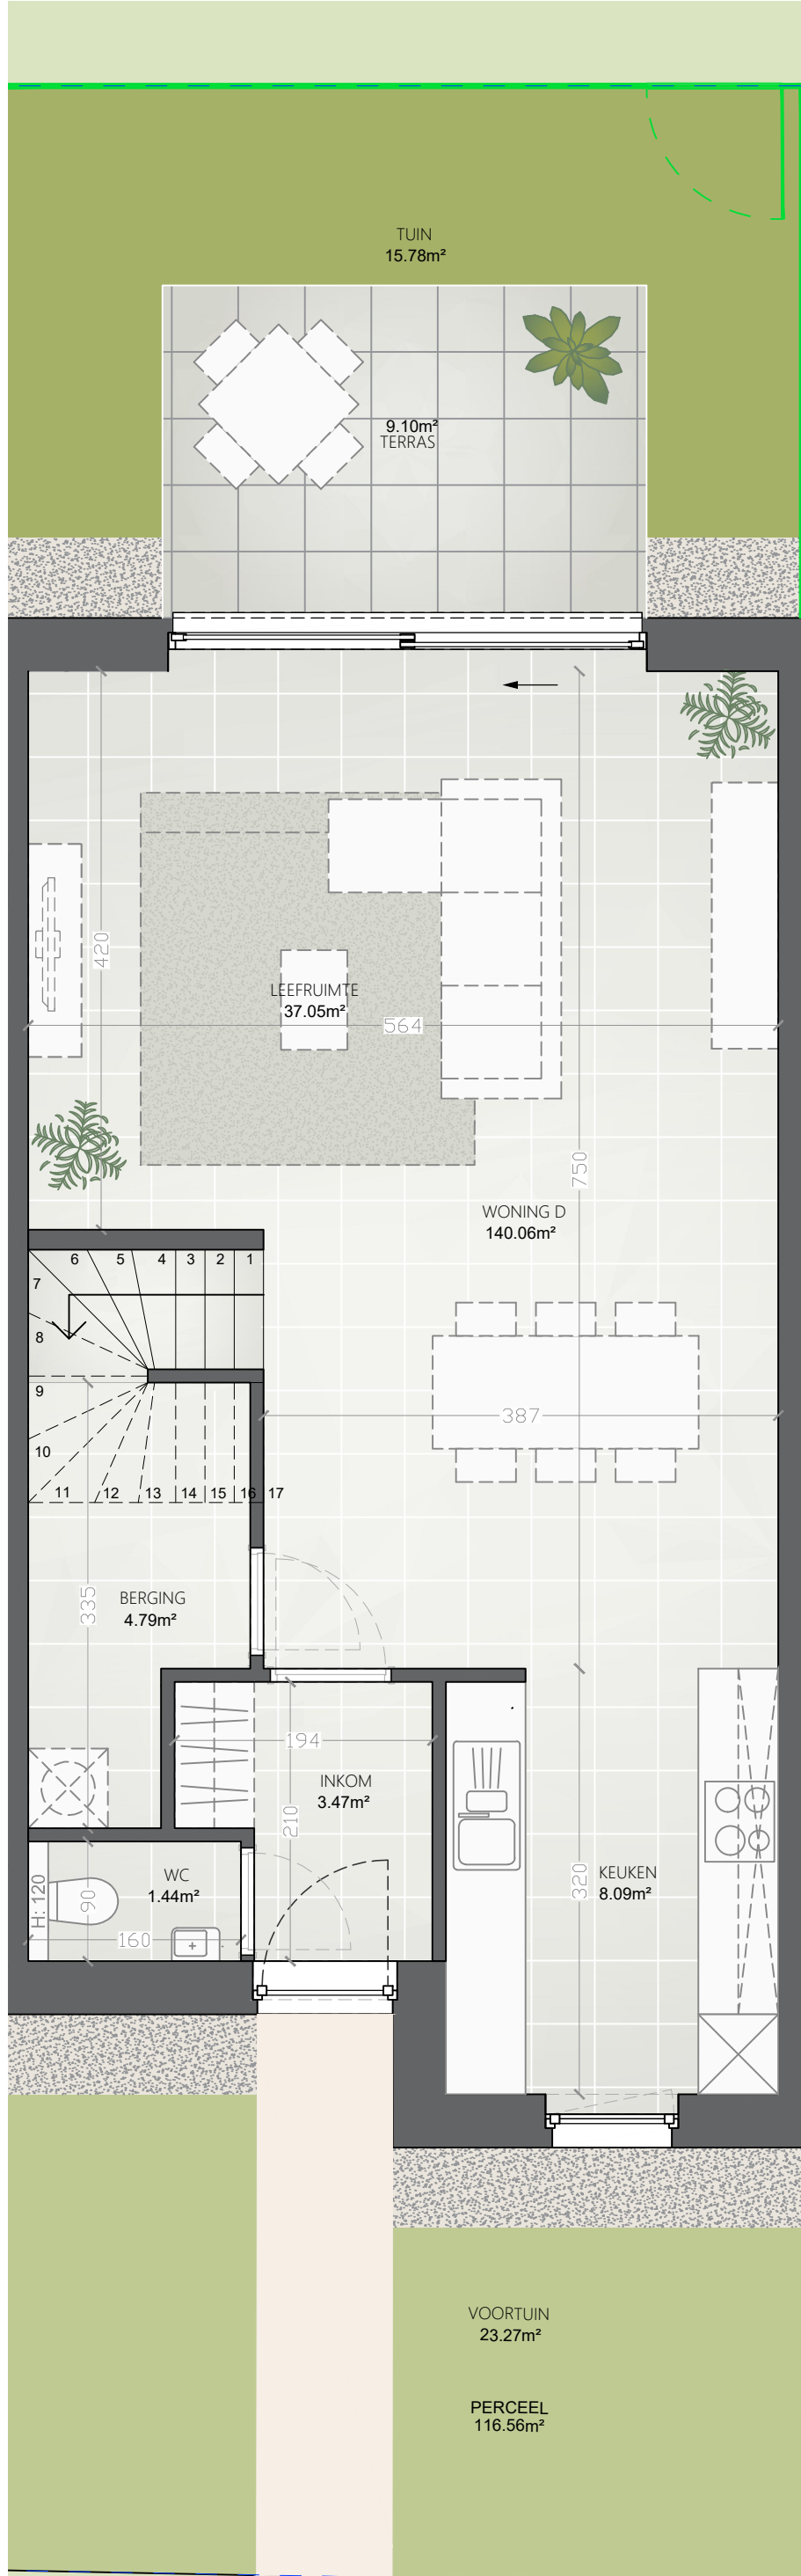 TUIN
15.78m²
9.10m²
TERRAS
420
LEEFRUIMTE
37.05m²
564
750
WONING D
140.06m²
6
5
4
3
2
1
7
8
9
387
10
11
12
13
14
15
16
17
335
BERGING
4.79m²
194
INKOM
3.47m²
210
WC
1.44m²
KEUKEN
8.09m²
320
H: 120
90
160
VOORTUIN
23.27m²
PERCEEL
116.56m²